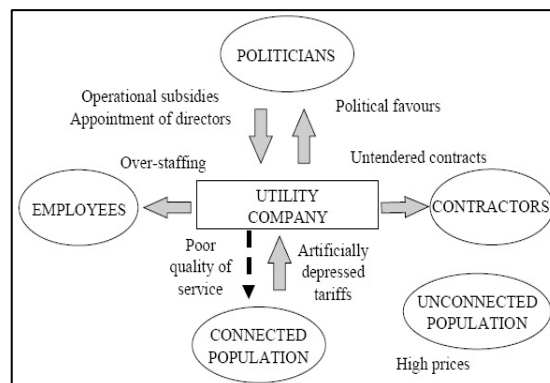 POLITICIANS
Operational subsidies
Appointment of directors
Political favours
Over-staffing
Untendered contracts
EMPLOYEES
UTILITY
COMPANY
CONTRACTORS
Poor
quality of
service
Artificially
depressed
tariffs
UNCONNECTED
POPULATION
CONNECTED
POPULATION
High prices